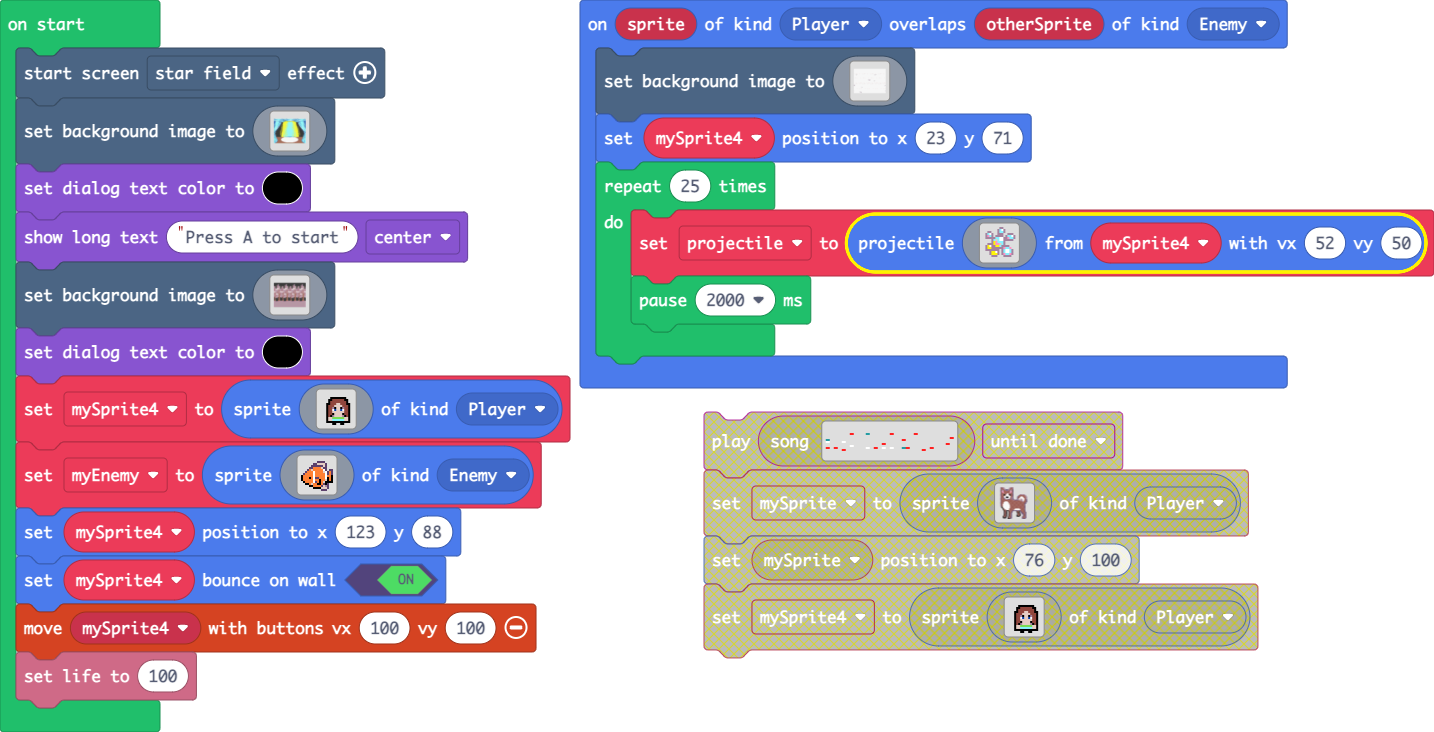 on start
start screen star field effect
set background image to
set dialog text color to
show long text "Press A to start" center
set background image to
set dialog text color to
set mySprite4 to sprite of kind Player
set myEnemy to sprite of kind Enemy
set mySprite4 position to x 123 y 88
set mySprite4 bounce on wall ON
move mySprite4 with buttons vx 100 vy 100
set life to 100
on sprite of kind Player overlaps otherSprite of kind Enemy
set background image to
set mySprite4 position to x 23 y 71
repeat 25 times
do
set projectile to projectile from mySprite4 with vx 52 vy 50
pause 2000 ms
play song until done
set mySprite to sprite of kind Player
set mySprite position to x 76 y 100
set mySprite4 to sprite of kind Player